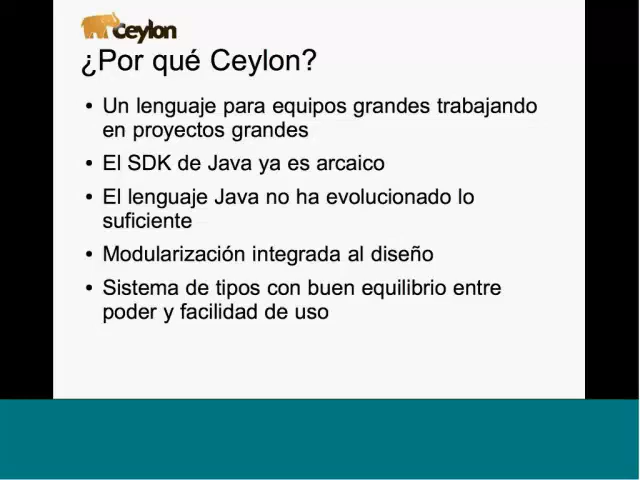 Ceylon
¿Por qué Ceylon?
• Un lenguaje para equipos grandes trabajando
en proyectos grandes
• El SDK de Java ya es arcaico
• El lenguaje Java no ha evolucionado lo
suficiente
• Modularización integrada al diseño
• Sistema de tipos con buen equilibrio entre
poder y facilidad de uso